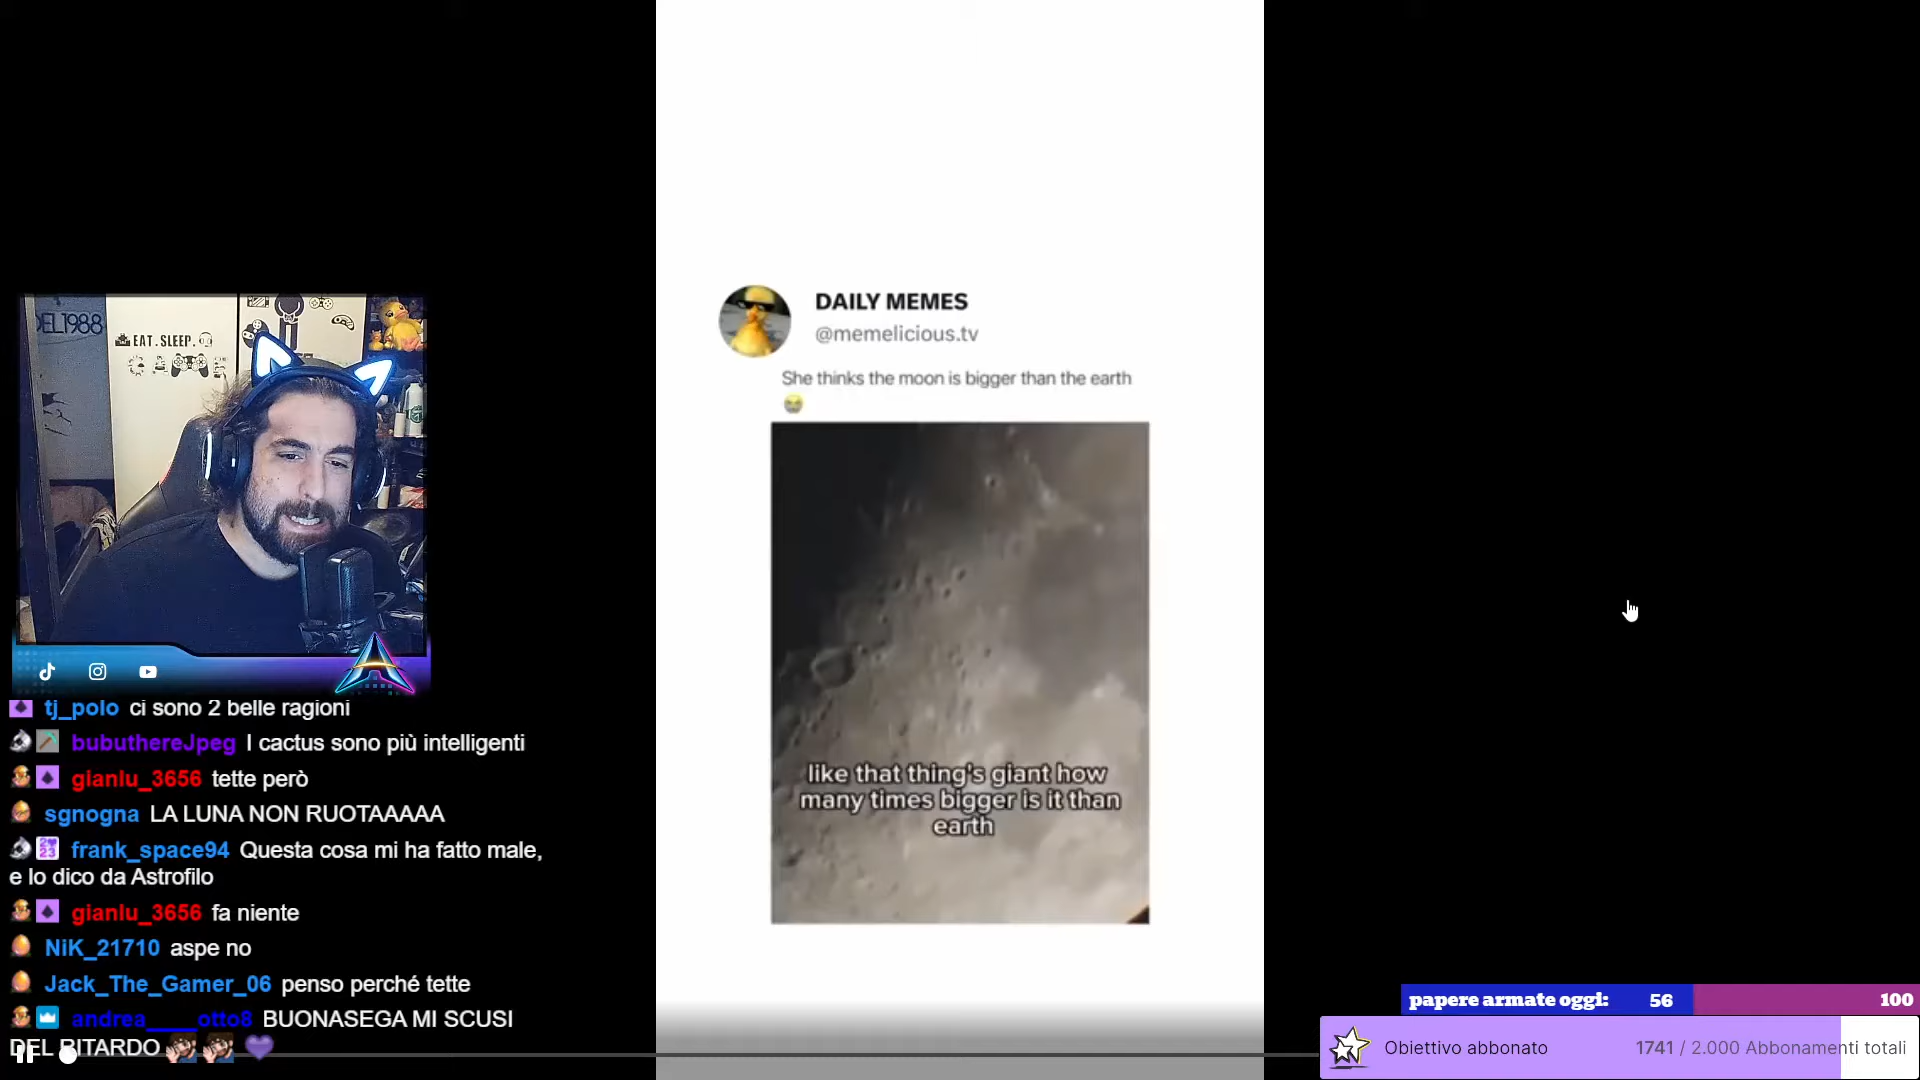 DAILY MEMES
@memelicious.tv
She thinks the moon is bigger than the earth
like that thing's giant how
many times bigger is it than
earth
DEL1988
EAT.SLEEP.
GAME
tj_polo ci sono 2 belle ragioni
bubuthereJpeg I cactus sono più intelligenti
gianlu_3656 tette però
sgnogna LA LUNA NON RUOTAAAAA
frank_space94 Questa cosa mi ha fatto male,
e lo dico da Astrofilo
gianlu_3656 fa niente
NiK_21710 aspe no
Jack_The_Gamer_06 penso perché tette
andrea____otto8 BUONASEGA MI SCUSI
DEL RITARDO
papere armate oggi: 56 100
Obiettivo abbonato 1741 / 2.000 Abbonamenti totali